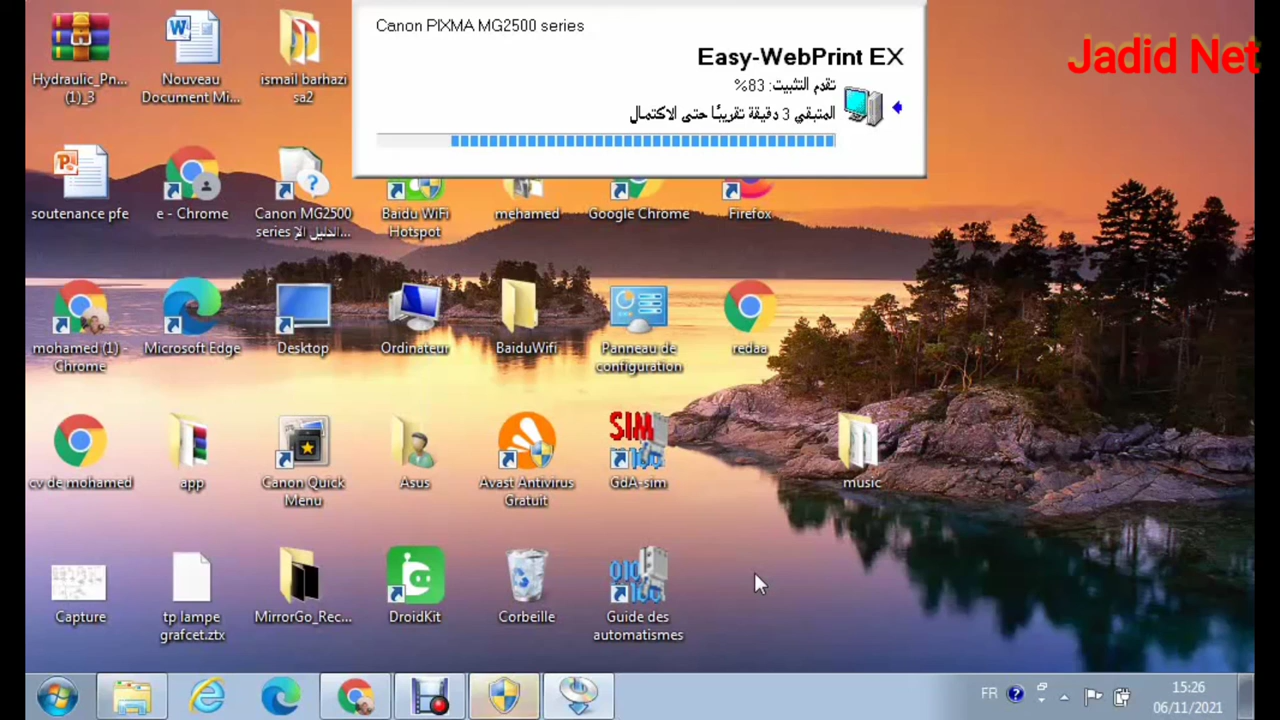 Canon PIXMA MG2500 series
Easy-WebPrint EX
تقدم التثبيت: 83%
المتبقي 3 دقيقة تقريبًا حتى الاكتمال
Jadid Net
Hydraulic_Pn...
(1)_3
Nouveau
Document Mi...
ismail barhazi
sa2
soutenance pfe
e - Chrome
Canon MG2500
series الدليل الإ...
Baidu WiFi
Hotspot
mehamed
Google Chrome
Firefox
mohamed (1) -
Chrome
Microsoft Edge
Desktop
Ordinateur
BaiduWifi
Panneau de
configuration
redaa
cv de mohamed
app
Canon Quick
Menu
Asus
Avast Antivirus
Gratuit
SIM
GdA-sim
music
Capture
tp lampe
grafcet.ztx
MirrorGo_Rec...
DroidKit
Corbeille
Guide des
automatismes
FR
15:26
06/11/2021